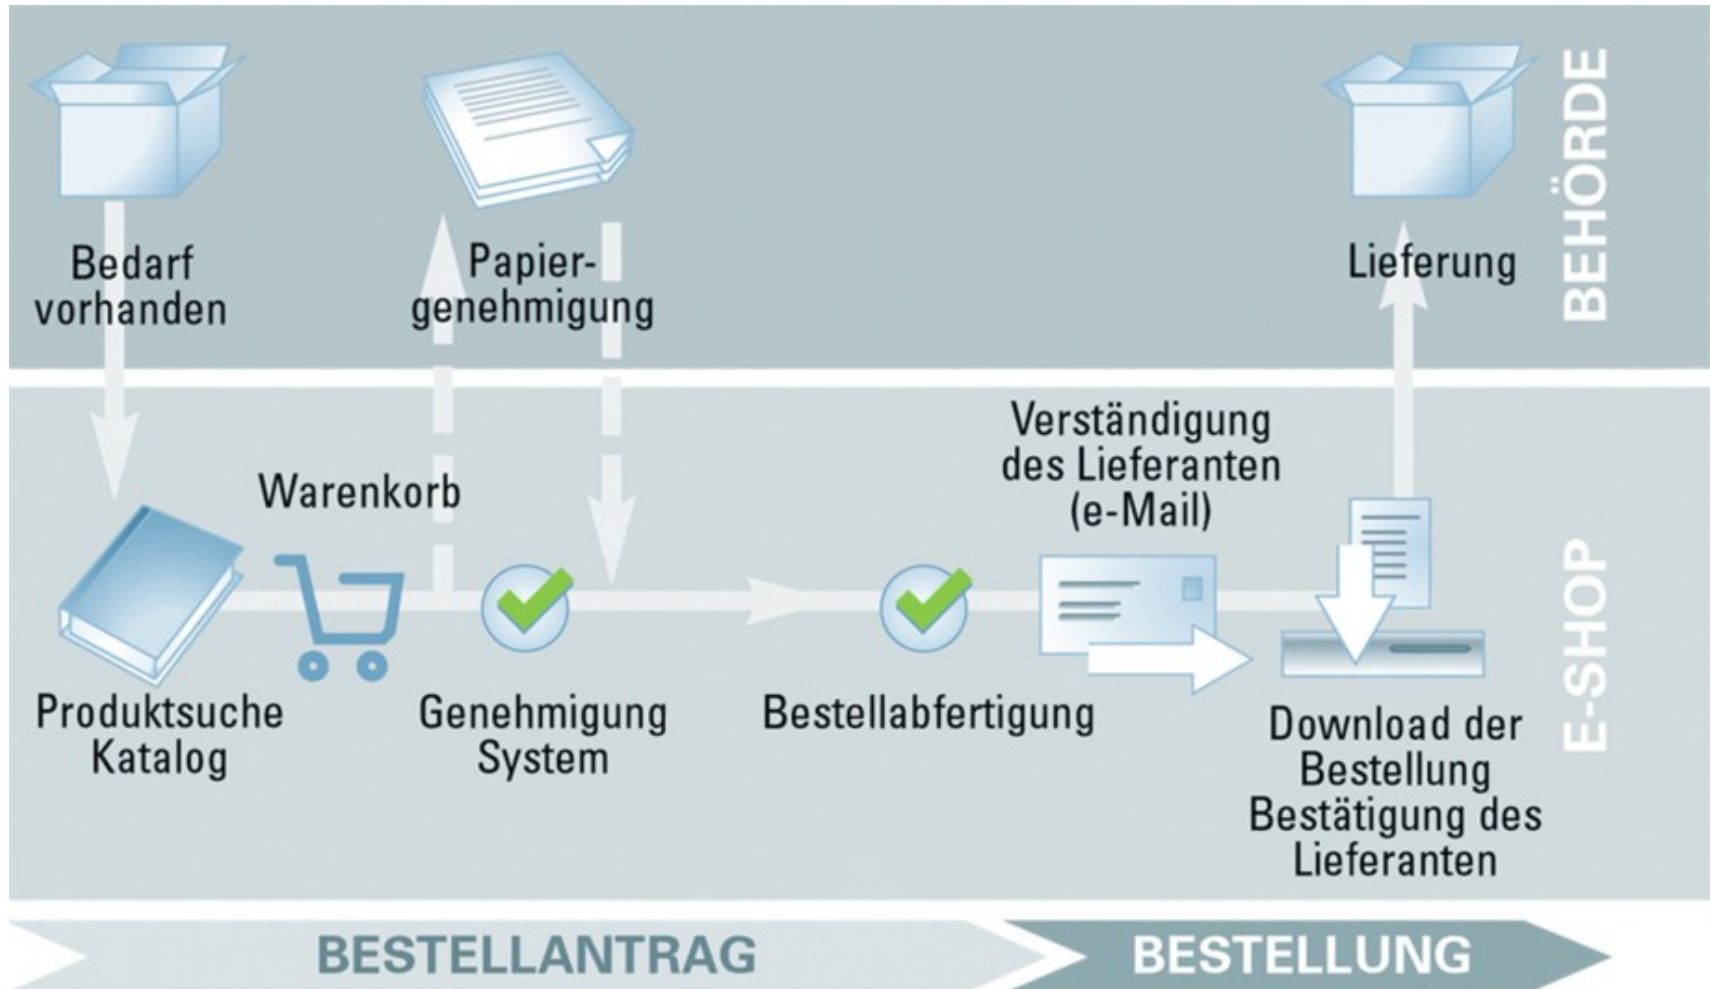 Bedarf
vorhanden
Papier-
genehmigung
Lieferung
BEHÖRDE
Warenkorb
Verständigung
des Lieferanten
(e-Mail)
Produktsuche
Katalog
Genehmigung
System
Bestellabfertigung
Download der
Bestellung
Bestätigung des
Lieferanten
E-SHOP
BESTELLANTRAG
BESTELLUNG